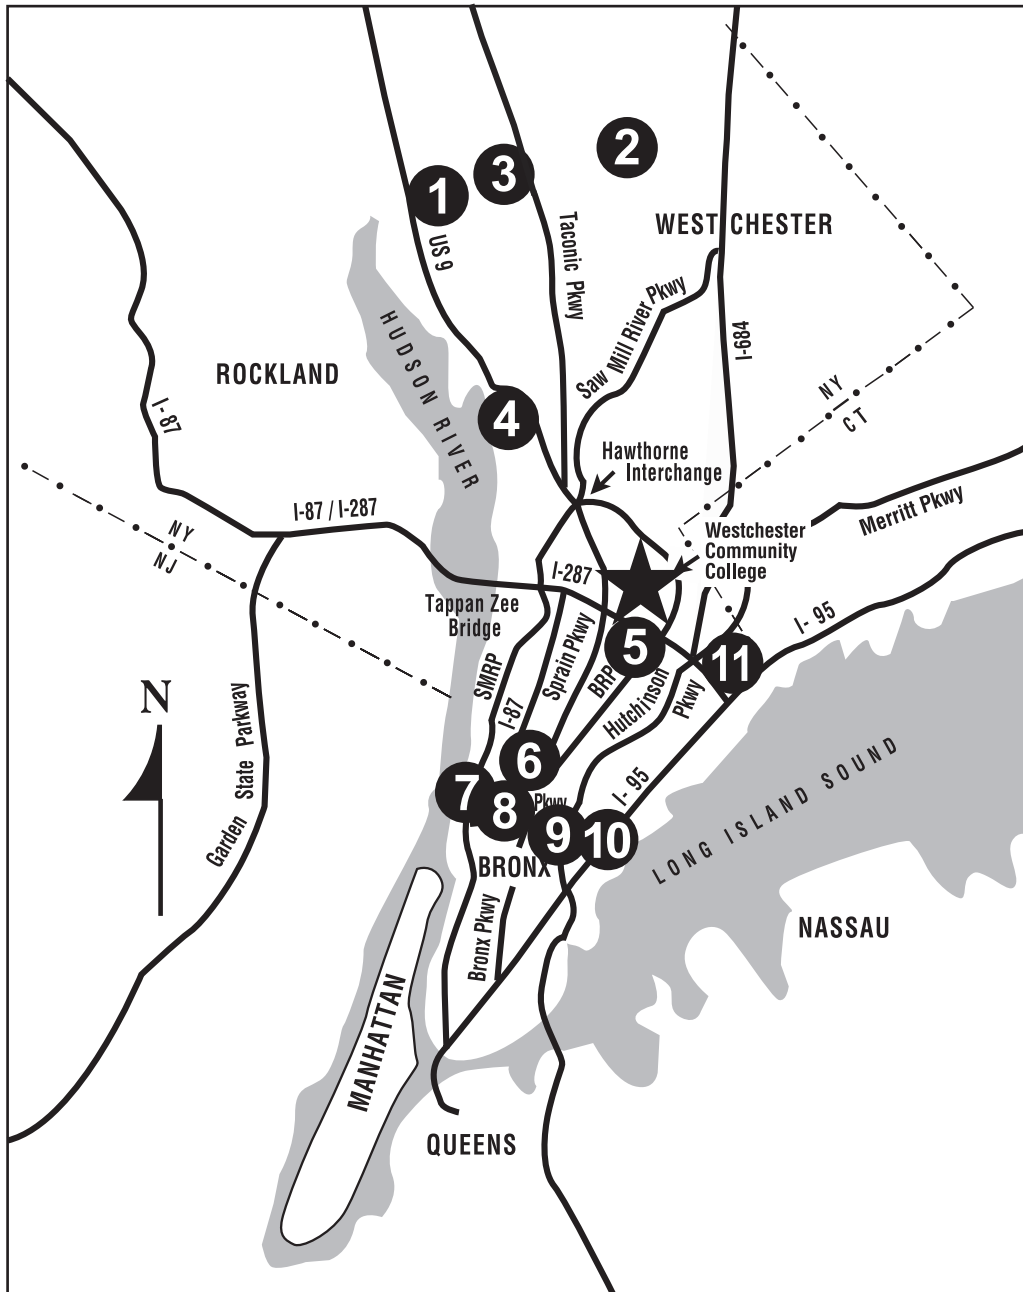 2
3
1
WESTCHESTER
US 9
Taconic Pkwy
Saw Mill River Pkwy
I-684
HUDSON RIVER
ROCKLAND
NY
CT
4
I-87
Hawthorne
Interchange
Merritt Pkwy
I-87 / I-287
NY
NJ
Westchester
Community
College
I-287
Tappan Zee
Bridge
I-95
5
11
SMRP
Sprain Pkwy
BRP
Hutchinson
Pkwy
N
I-87
Garden State Parkway
6
7
8
Pkwy
I-95
9
10
LONG ISLAND SOUND
BRONX
Bronx Pkwy
NASSAU
MANHATTAN
QUEENS